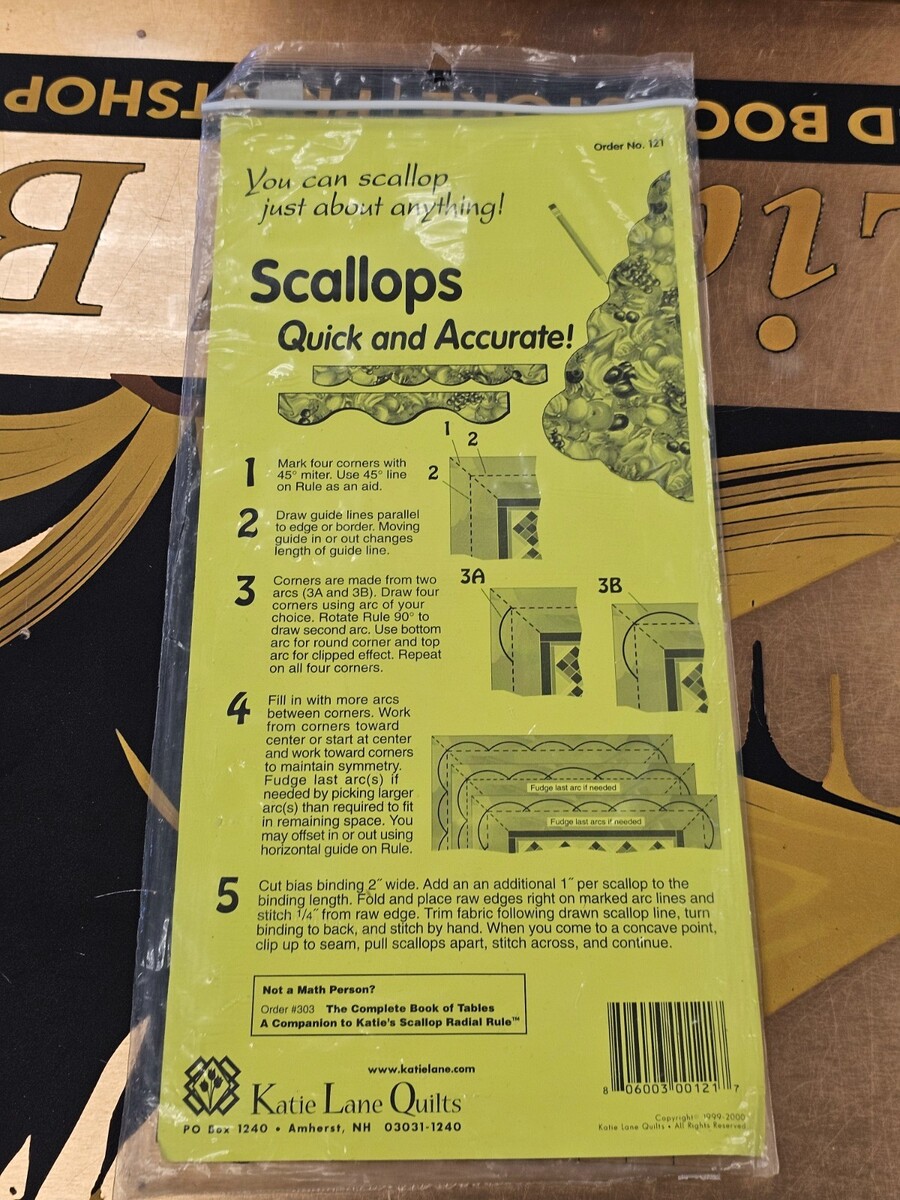 Order No. 121
You can scallop
just about anything!
Scallops
Quick and Accurate!
1 Mark four corners with
45° miter. Use 45° line
on Rule as an aid.
2 Draw guide lines parallel
to edge or border. Moving
guide in or out changes
length of guide line.
1
2
2
3 Corners are made from two
arcs (3A and 3B). Draw four
corners using arc of your
choice. Rotate Rule 90° to
draw second arc. Use bottom
arc for round corner and top
arc for clipped effect. Repeat
on all four corners.
3A
3B
4 Fill in with more arcs
between corners. Work
from corners toward
center or start at center
and work toward corners
to maintain symmetry.
Fudge last arc(s) if
needed by picking larger
arc(s) than required to fit
in remaining space. You
may offset in or out using
horizontal guide on Rule.
Fudge last arc if needed
Fudge last arcs if needed
5 Cut bias binding 2˝ wide. Add an an additional 1˝ per scallop to the
binding length. Fold and place raw edges right on marked arc lines and
stitch 1/4˝ from raw edge. Trim fabric following drawn scallop line, turn
binding to back, and stitch by hand. When you come to a concave point,
clip up to seam, pull scallops apart, stitch across, and continue.
Not a Math Person?
Order #303 The Complete Book of Tables
A Companion to Katie's Scallop Radial Rule™
www.katielane.com
Katie Lane Quilts
PO Box 1240 • Amherst, NH 03031-1240
8 06003 00121 7
Copyright© 1999-2000
Katie Lane Quilts • All Rights Reserved